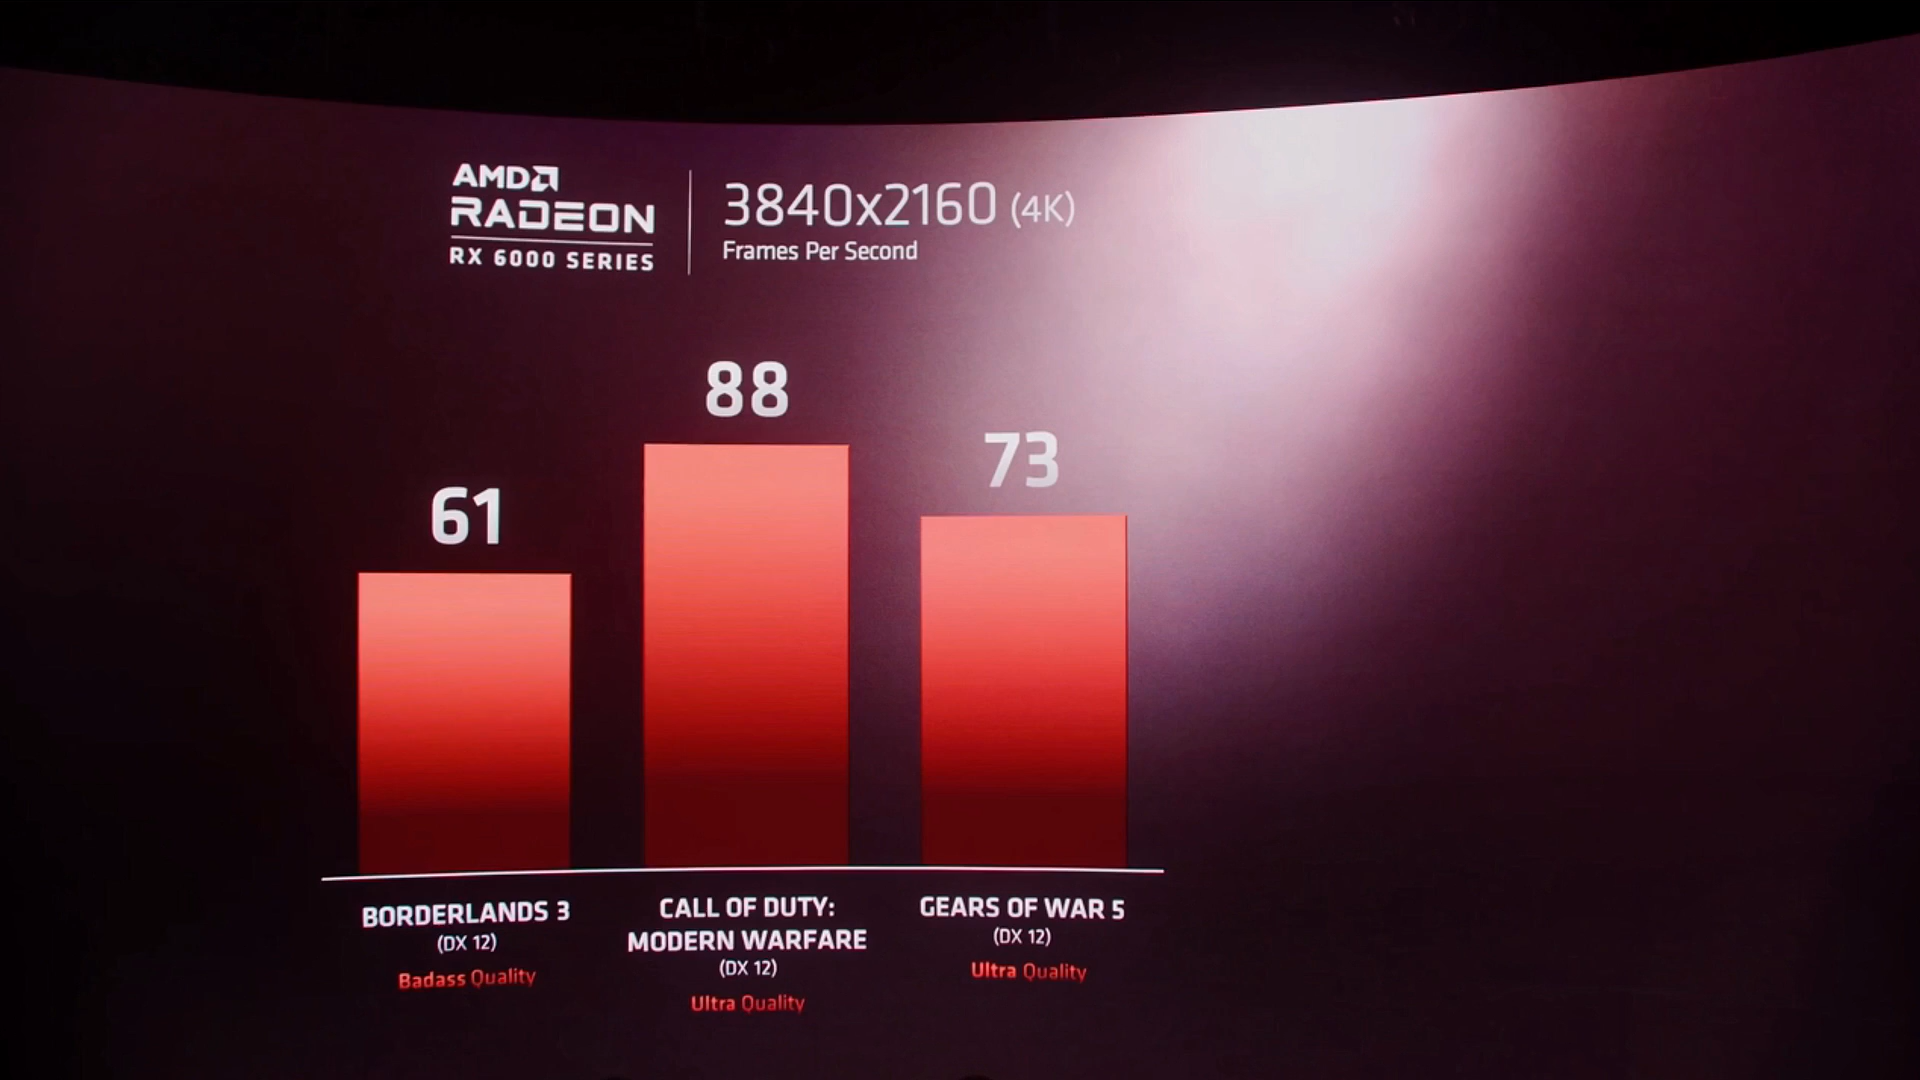 AMD
RADEON
RX 6000 SERIES
3840x2160 (4K)
Frames Per Second
61
88
73
BORDERLANDS 3
(DX 12)
Badass Quality
CALL OF DUTY:
MODERN WARFARE
(DX 12)
Ultra Quality
GEARS OF WAR 5
(DX 12)
Ultra Quality